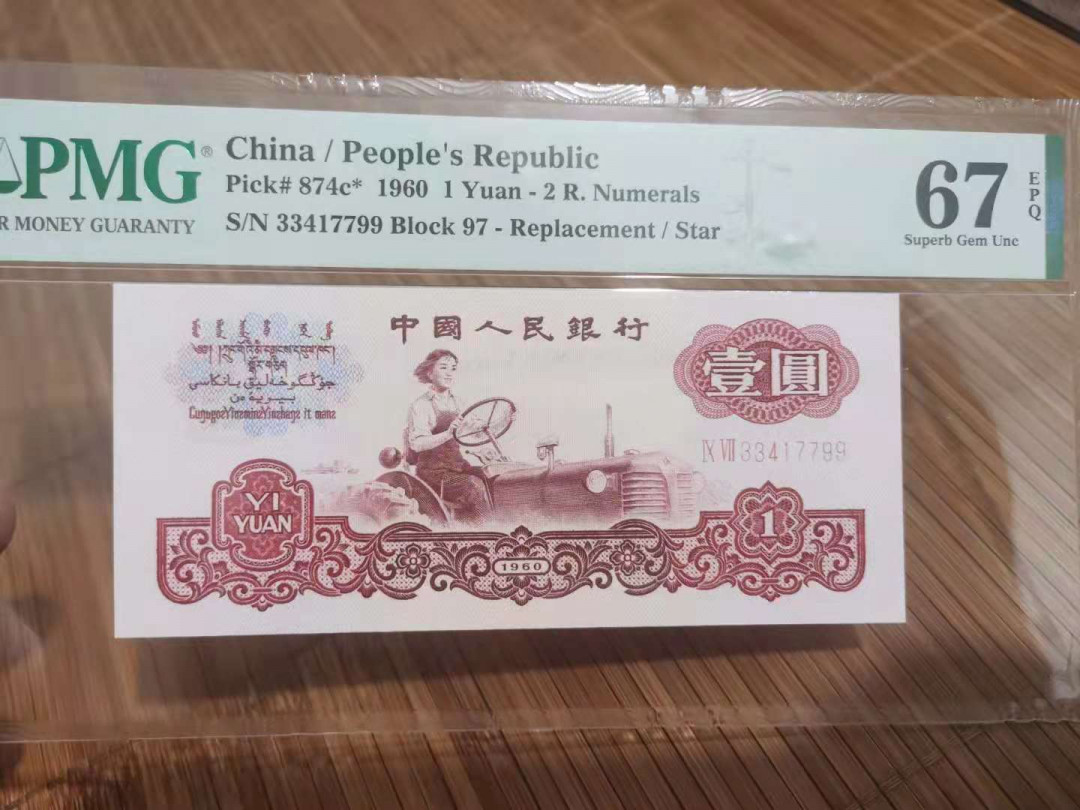 PMG®
R MONEY GUARANTY
China / People's Republic
Pick# 874c* 1960 1 Yuan - 2 R. Numerals
S/N 33417799 Block 97 - Replacement / Star
67
EPQ
Superb Gem Unc
中國人民銀行
壹圓
IX VII 33417799
YI
YUAN
1960
1